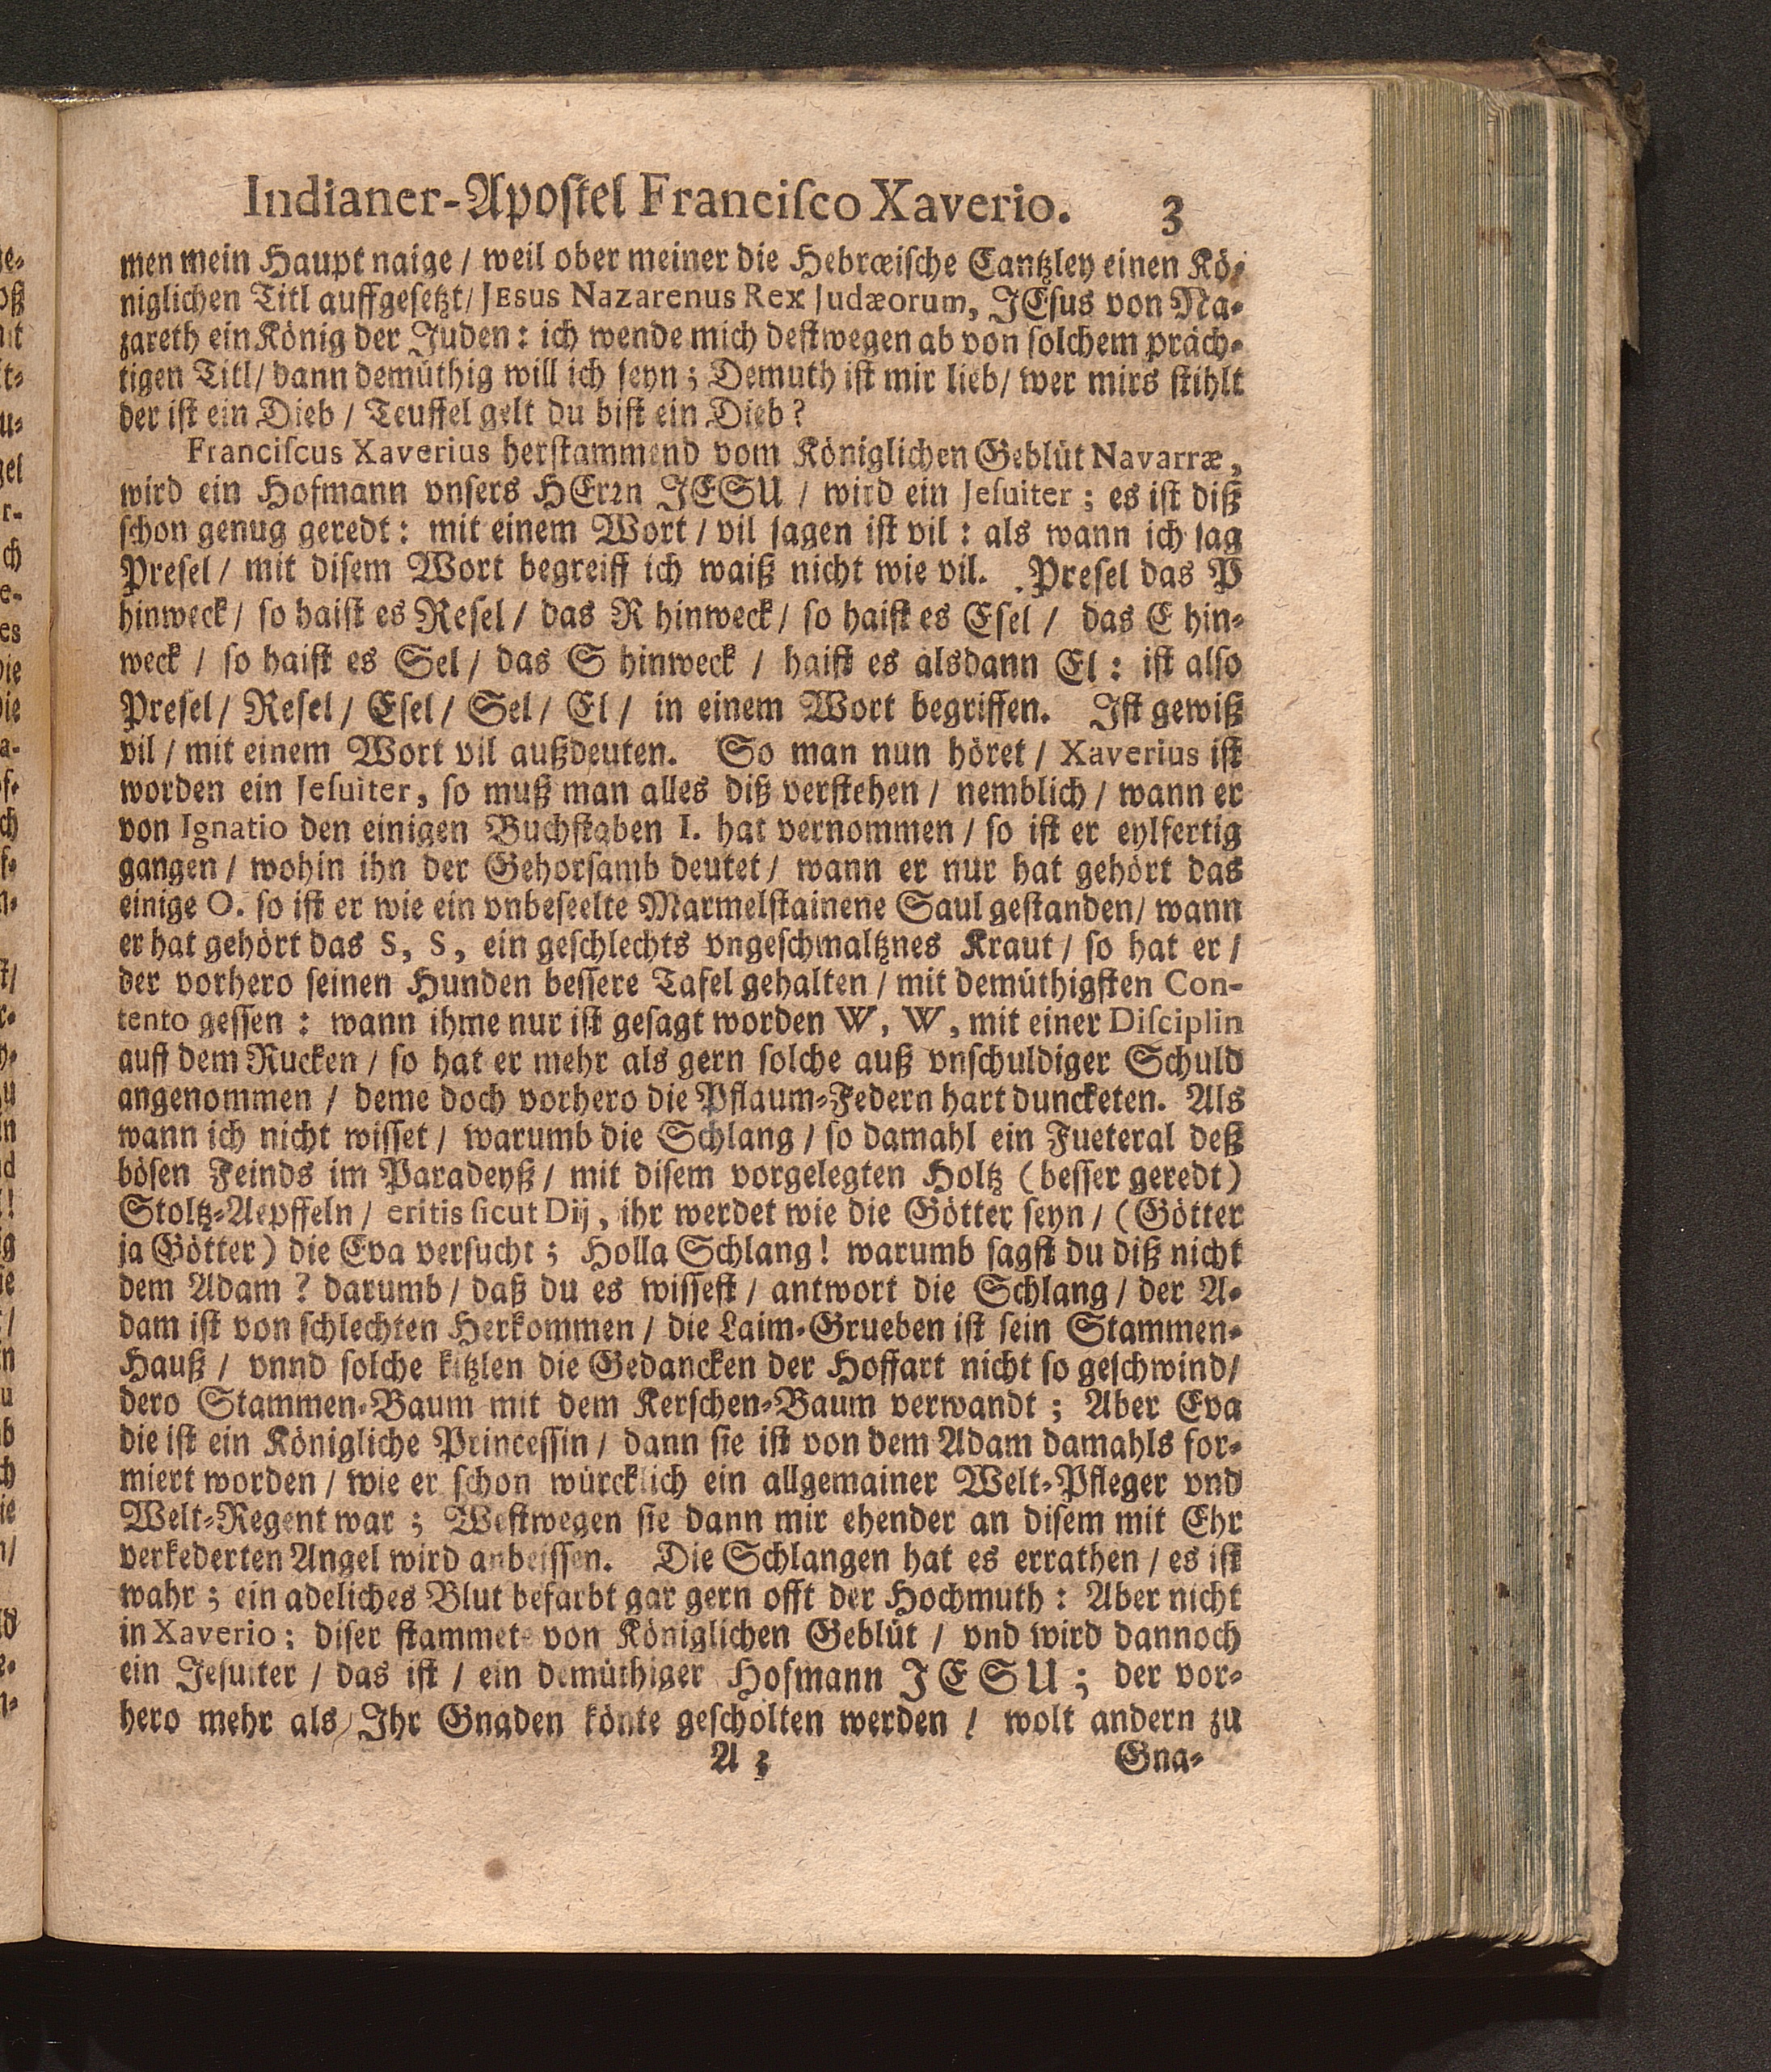 Indianer-Apoſtel Franciſco Xaverio. 3
men mein Haupt naige / weil ober meiner die Hebræiſche Cantzley einen Kö-
niglichen Titl auffgeſetzt / JEsus Nazarenus Rex Judæorum, JEſus von Na-
zareth ein König der Juden : ich wende mich deſtwegen ab von ſolchem präch-
tigen Titl / dann demüthig will ich ſeyn ; Demuth iſt mir lieb / wer mirs ſtihlt
der iſt ein Dieb / Teuffel gelt du biſt ein Dieb ?
Franciſcus Xaverius herſtammend vom Königlichen Geblüt Navarræ,
wird ein Hofmann vnſers HErꝛn JESU / wird ein Jeſuiter ; es iſt diß
ſchon genug geredt : mit einem Wort / vil ſagen iſt vil : als wann ich ſag
Preſel / mit diſem Wort begreiff ich waiß nicht wie vil. Preſel das P
hinweck / ſo haiſt es Reſel / das R hinweck / ſo haiſt es Eſel / das E hin-
weck / ſo haiſt es Sel / das S hinweck / haiſt es alsdann El : iſt alſo
Preſel / Reſel / Eſel / Sel / El / in einem Wort begriffen. Iſt gewiß
vil / mit einem Wort vil außdeuten. So man nun höret / Xaverius iſt
worden ein Jeſuiter, ſo muß man alles diß verſtehen / nemblich / wann er
von Ignatio den einigen Buchſtaben I. hat vernommen / ſo iſt er eylfertig
gangen / wohin ihn der Gehorſamb deutet / wann er nur hat gehört das
einige O. ſo iſt er wie ein vnbeſeelte Marmelſtainene Saul geſtanden / wann
er hat gehört das S, S, ein geſchlechts vngeſchmaltznes Kraut / ſo hat er /
der vorhero ſeinen Hunden beſſere Tafel gehalten / mit demüthigſten Con-
tento geſſen : wann ihme nur iſt geſagt worden W, W, mit einer Diſciplin
auff dem Rucken / ſo hat er mehr als gern ſolche auß vnſchuldiger Schuld
angenommen / deme doch vorhero die Pflaum-Federn hart dunckten. Als
wann ich nicht wiſſet / warumb die Schlang / ſo damahl ein Fueteral deß
böſen Feinds im Paradeyß / mit diſem vorgelegten Holtz ( beſſer geredt )
Stoltz-Aepffeln / eritis ſicut Dij, ihr werdet wie die Götter ſeyn / ( Götter
ja Götter ) die Eva verſucht ; Holla Schlang ! warumb ſagſt du diß nicht
dem Adam ? darumb / daß du es wiſſeſt / antwort die Schlang / der A-
dam iſt von ſchlechten Herkommen / die Laim-Grueben iſt ſein Stammen-
Hauß / vnnd ſolche kitzlen die Gedancken der Hoffart nicht ſo geſchwind /
dero Stammen-Baum mit dem Kerſchen-Baum verwandt ; Aber Eva
die iſt ein Königliche Princeſſin / dann ſie iſt von dem Adam damahls for-
miert worden / wie er ſchon würcklich ein allgemainer Welt-Pfleger vnd
Welt-Regent war ; Weſtwegen ſie dann mir ehender an diſem mit Ehr
verkederten Angel wird anbeiſſen. Die Schlangen hat es errathen / es iſt
wahr ; ein adeliches Blut befarbt gar gern offt der Hochmuth : Aber nicht
in Xaverio : diſer ſtammete von Königlichen Geblüt / vnd wird dannoch
ein Jeſuiter / das iſt / ein demüthiger Hofmann JESU ; der vor-
hero mehr als Ihr Gnaden könte geſcholten werden / wolt andern zu
A 3 Gna-